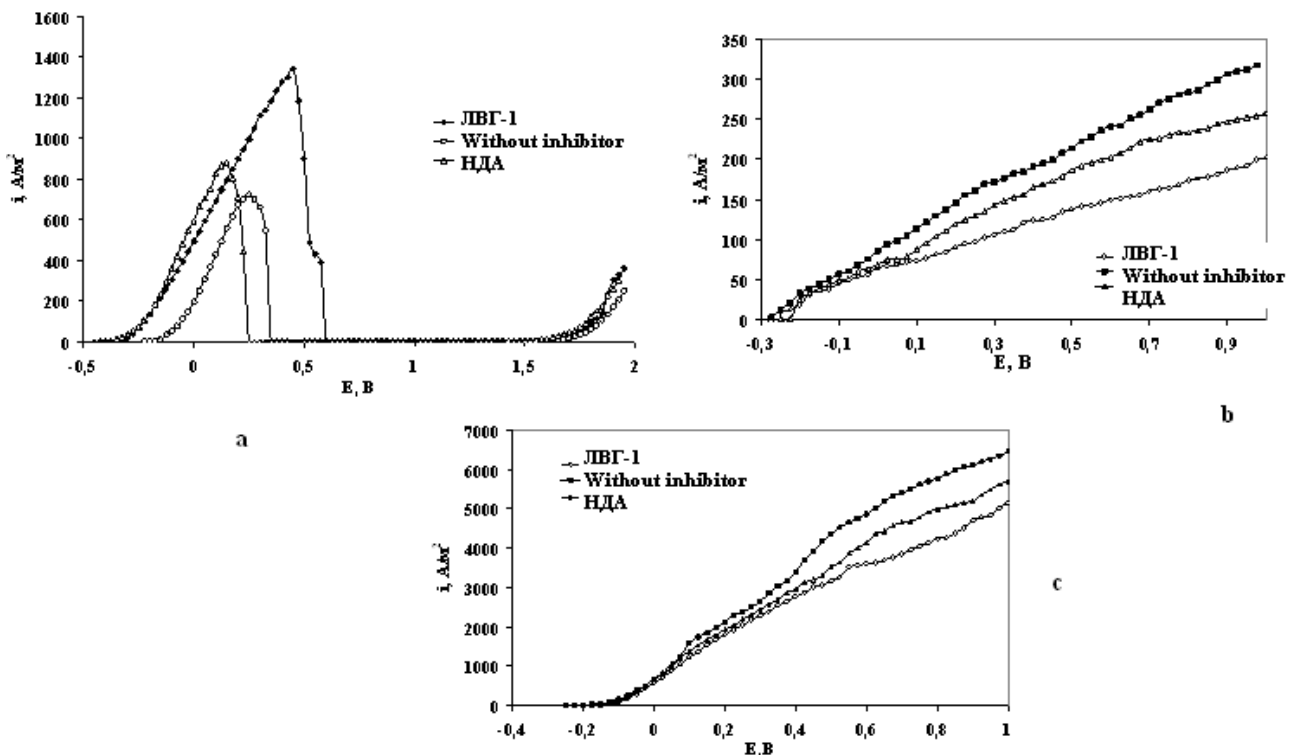 1600
1400
1200
1000
800
600
400
200
0
i, А/м²
-0,5 0 0,5 1 1,5 2
E, B
ЛВГ-1
Without inhibitor
НДА
a
350
300
250
200
150
100
50
0
i, А/м²
-0,3 -0,1 0,1 0,3 0,5 0,7 0,9
E, B
ЛВГ-1
Without inhibitor
НДА
b
7000
6000
5000
4000
3000
2000
1000
0
i, А/м²
-0,4 -0,2 0 0,2 0,4 0,6 0,8 1
E,B
ЛВГ-1
Without inhibitor
НДА
c